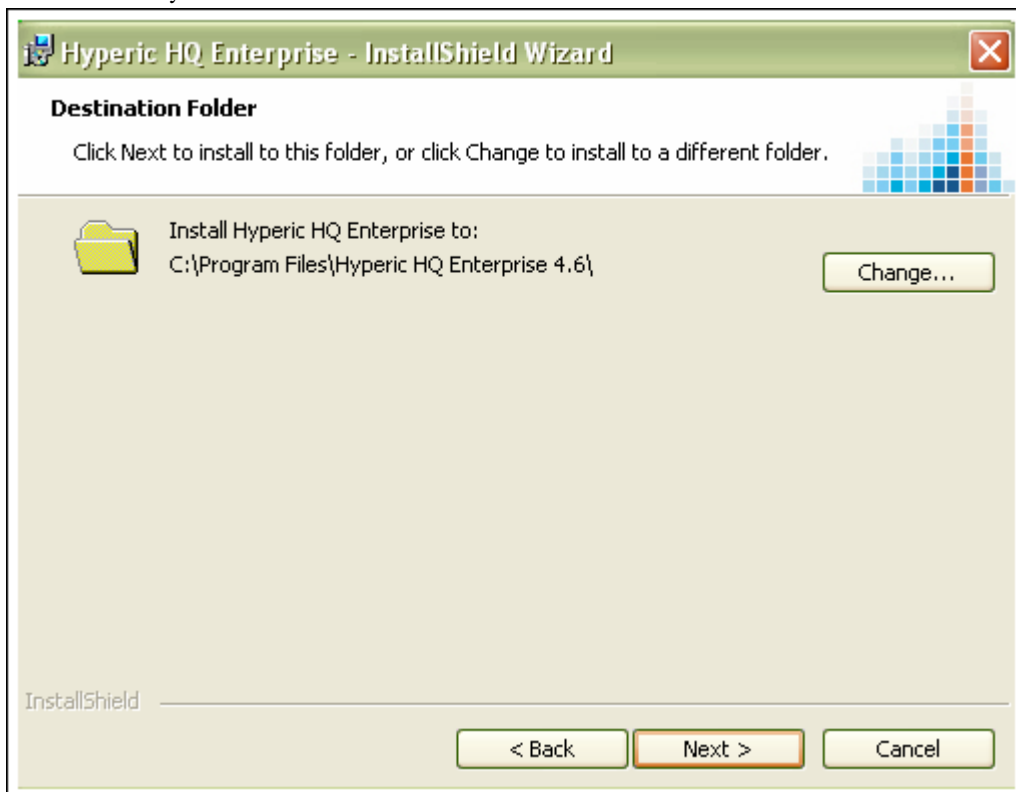 Hyperic HQ Enterprise - InstallShield Wizard
Destination Folder
Click Next to install to this folder, or click Change to install to a different folder.
Install Hyperic HQ Enterprise to:
C:\Program Files\Hyperic HQ Enterprise 4.6\
Change...
InstallShield
< Back
Next >
Cancel